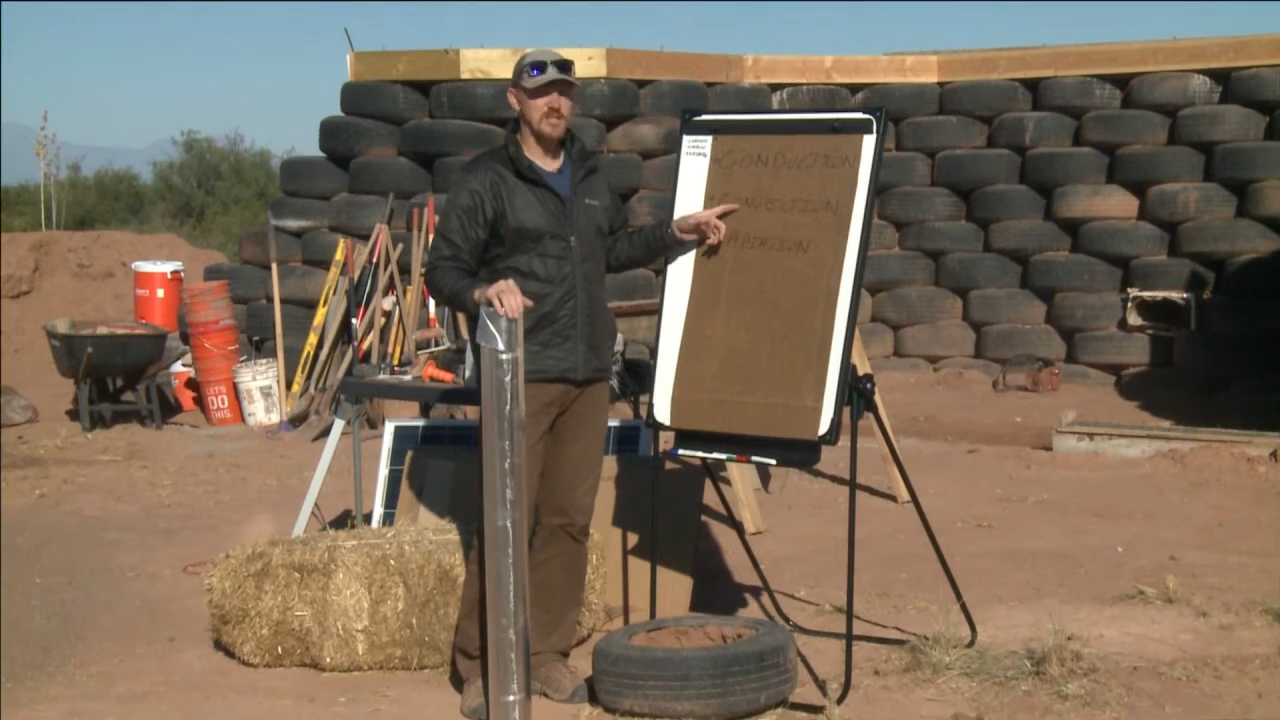 CONDUCTION
CONVECTION
RADIATION
LET'S
DO
THIS.